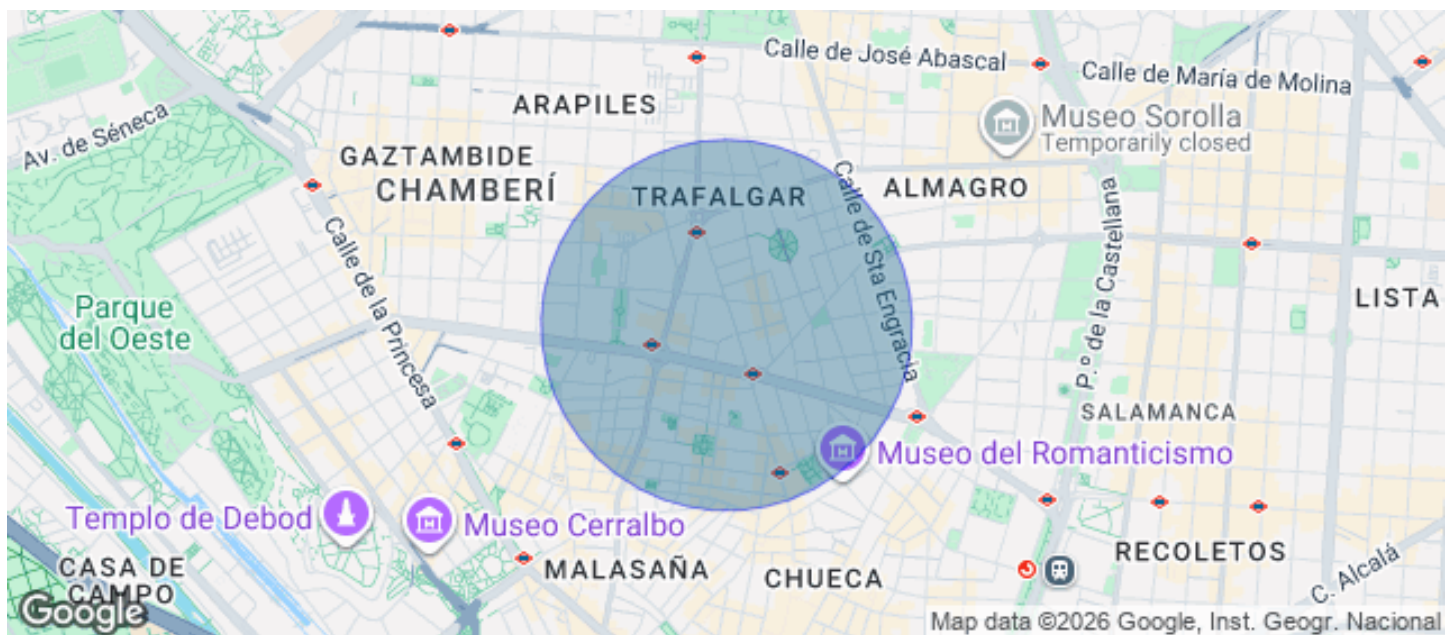 Calle de José Abascal
Calle de María de Molina
ARAPILES
Museo Sorolla
Temporarily closed
Av. de Séneca
GAZTAMBIDE
CHAMBERÍ
TRAFALGAR
ALMAGRO
Calle de Sta Engracia
Calle de la Princesa
P.º de la Castellana
LISTA
Parque
del Oeste
SALAMANCA
Museo del Romanticismo
Templo de Debod
Museo Cerralbo
RECOLETOS
CASA DE
CAMPO
MALASAÑA
CHUECA
C. Alcalá
Google
Map data ©2026 Google, Inst. Geogr. Nacional